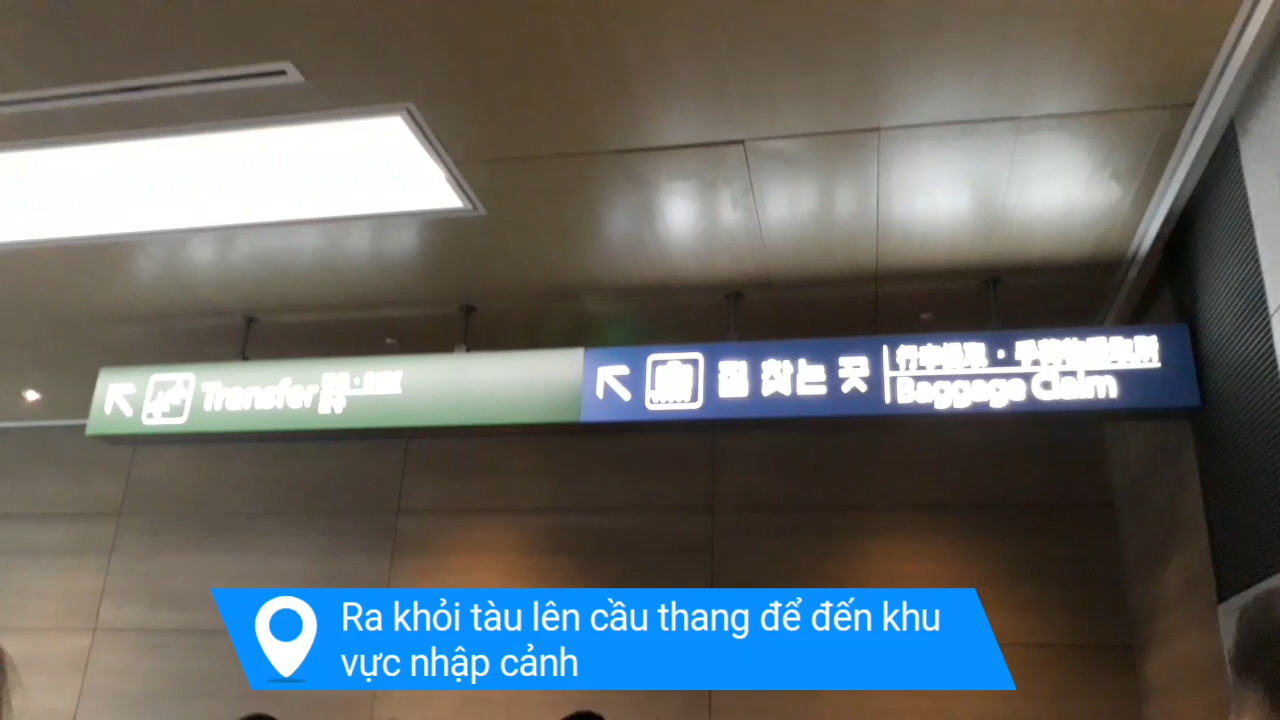 Transfer
짐 찾는 곳
Baggage Claim
Ra khỏi tàu lên cầu thang để đến khu
vực nhập cảnh